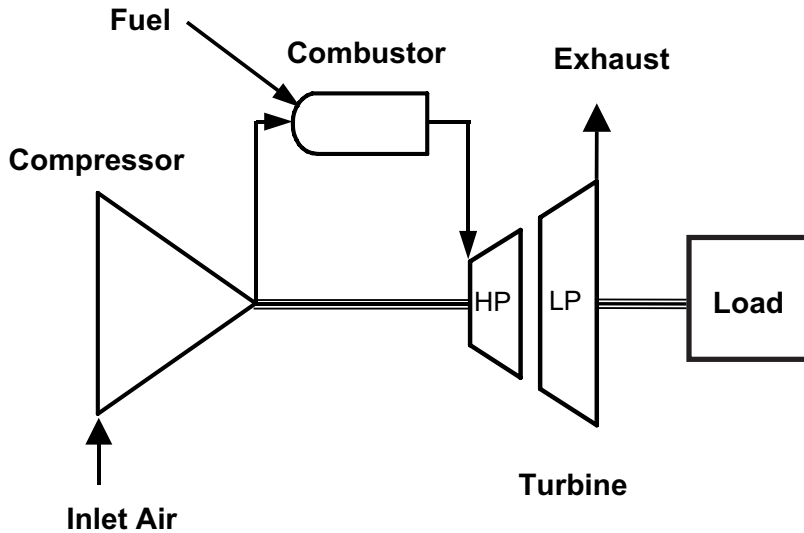 Fuel
Combustor
Exhaust
Compressor
HP
LP
Load
Turbine
Inlet Air